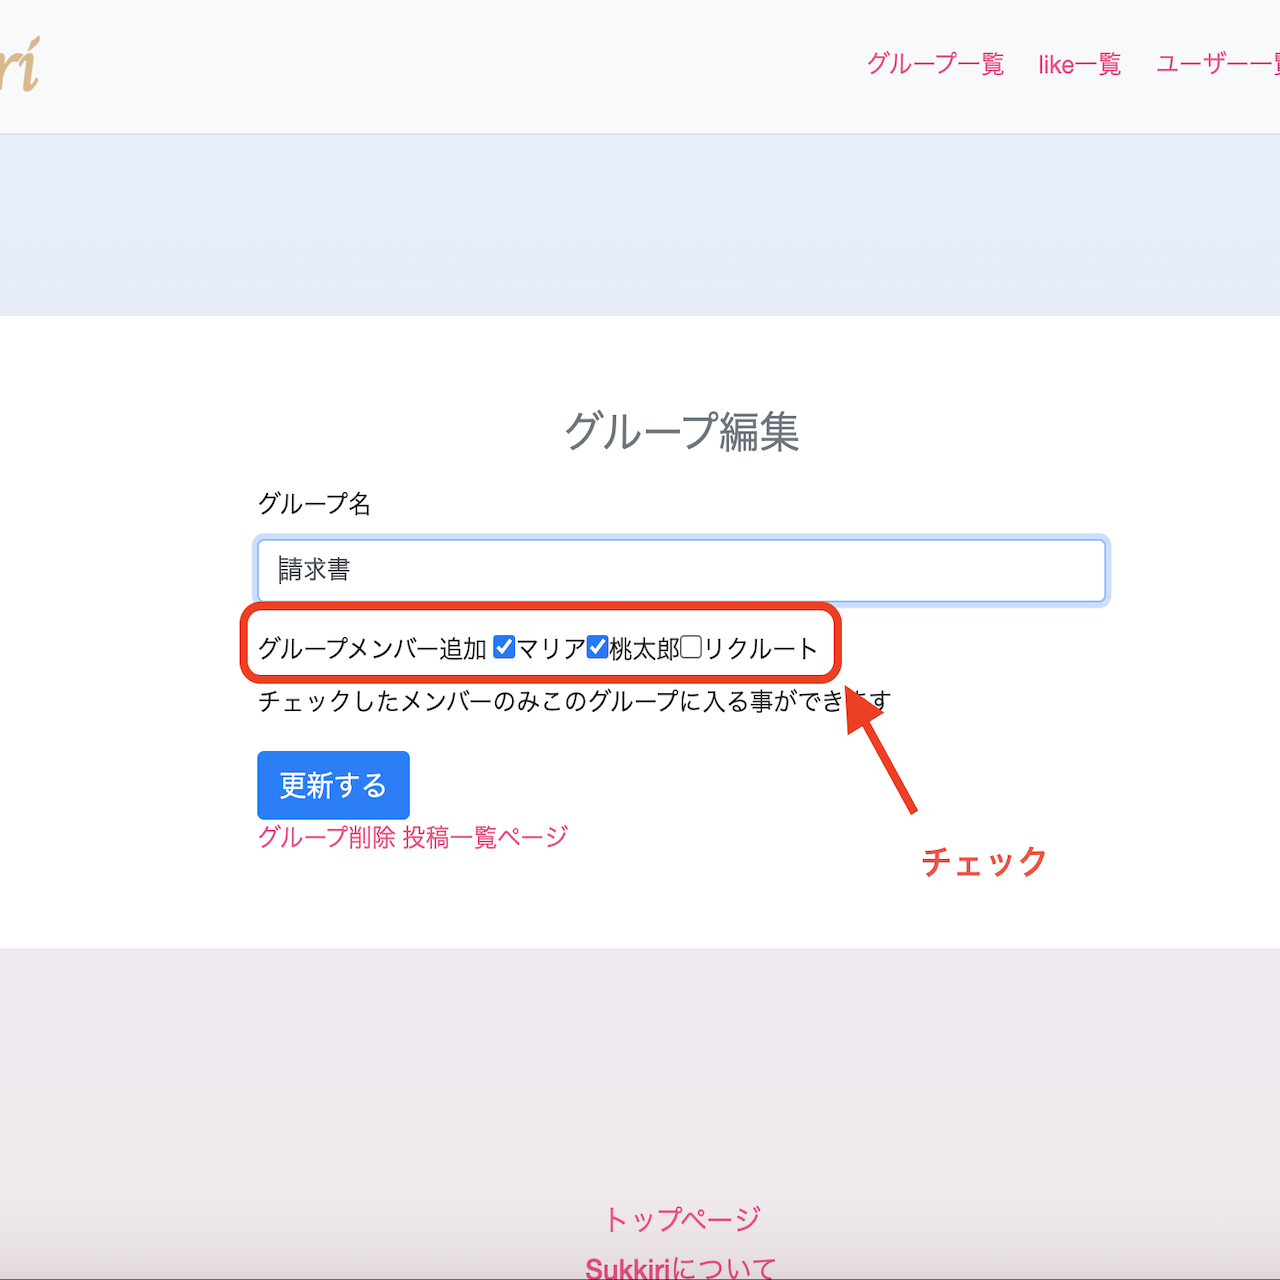 ri
グループ一覧 like一覧 ユーザー一覧
グループ編集
グループ名
請求書
グループメンバー追加 マリア桃太郎リクルート
チェックしたメンバーのみこのグループに入る事ができます
更新する
グループ削除 投稿一覧ページ
チェック
トップページ
Sukkiriについて